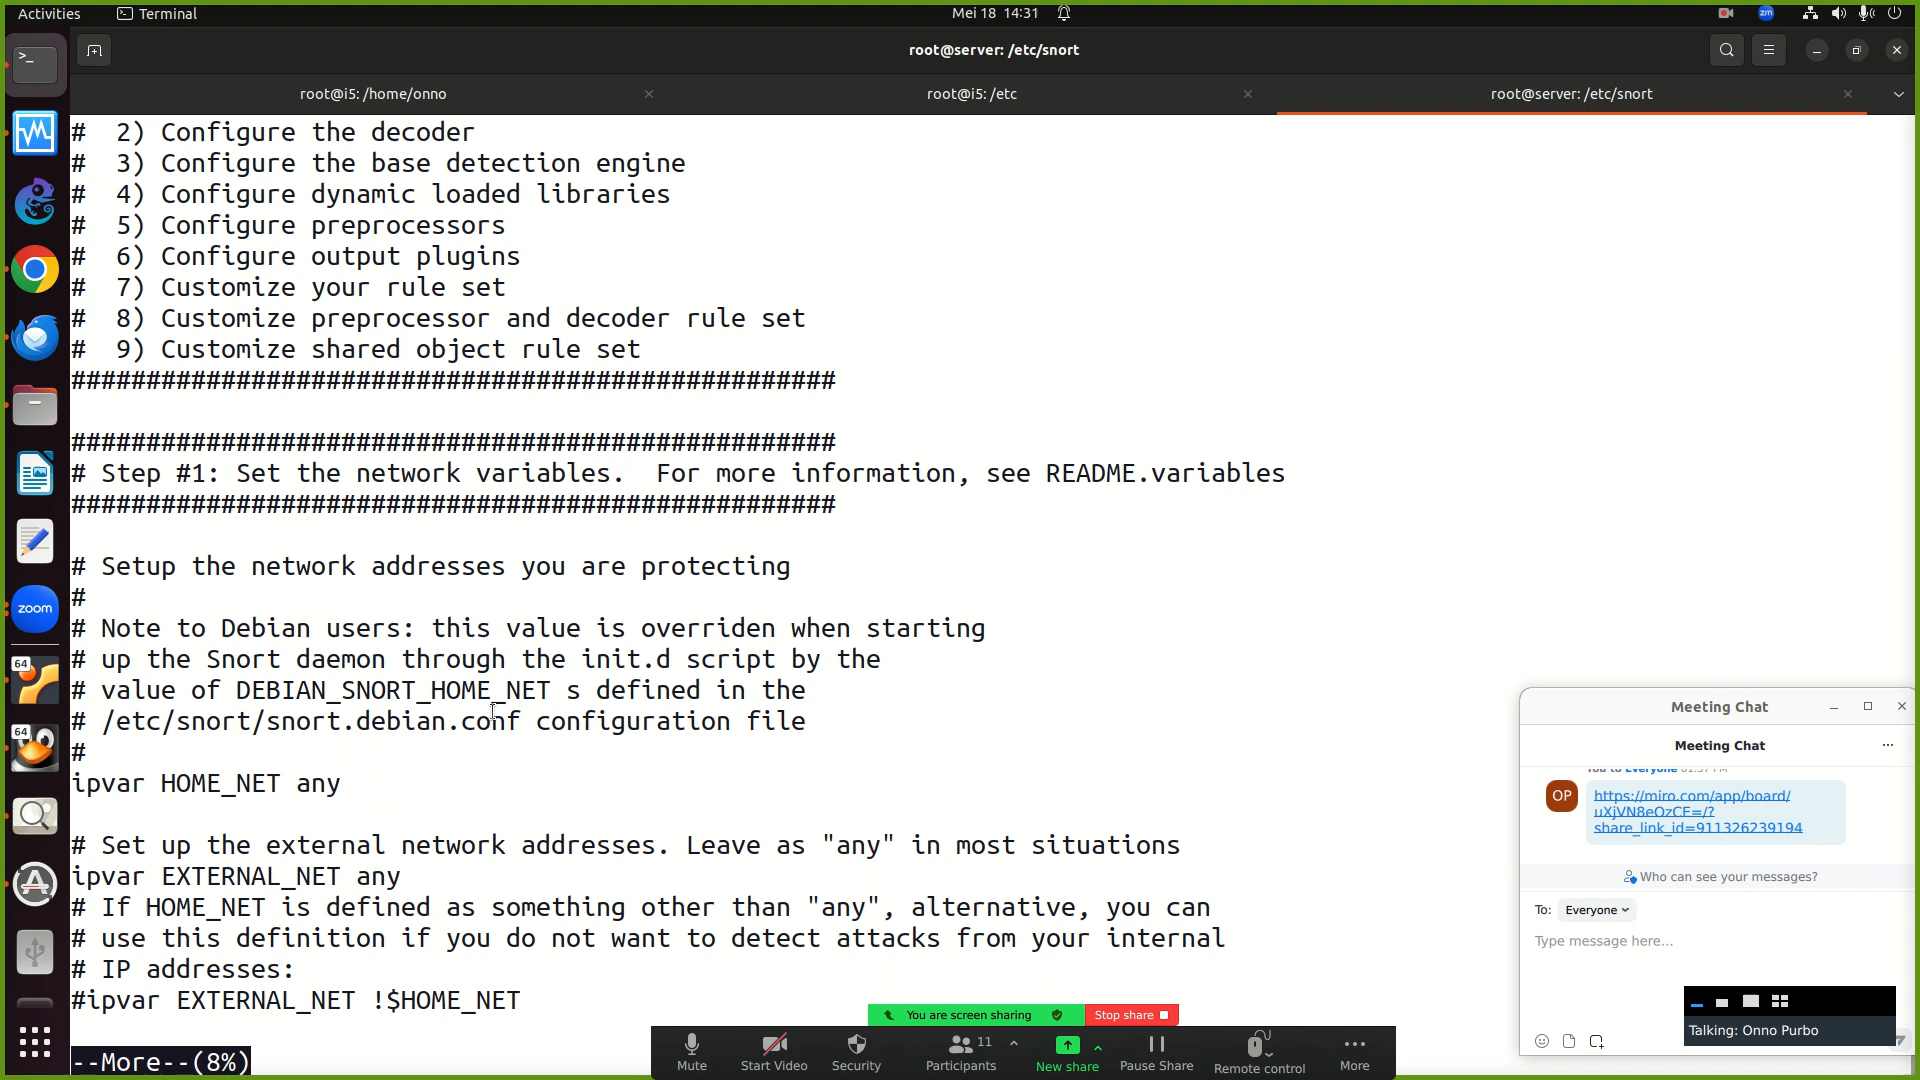 Activities
Terminal
Mei 18 14:31
zm
root@server: /etc/snort
root@i5: /home/onno
root@i5: /etc
root@server: /etc/snort
#  2) Configure the decoder
#  3) Configure the base detection engine
#  4) Configure dynamic loaded libraries
#  5) Configure preprocessors
#  6) Configure output plugins
#  7) Customize your rule set
#  8) Customize preprocessor and decoder rule set
#  9) Customize shared object rule set
###################################################
###################################################
# Step #1: Set the network variables.  For more information, see README.variables
###################################################
# Setup the network addresses you are protecting
#
# Note to Debian users: this value is overriden when starting
# up the Snort daemon through the init.d script by the
# value of DEBIAN_SNORT_HOME_NET s defined in the
# /etc/snort/snort.debian.conf configuration file
#
ipvar HOME_NET any
# Set up the external network addresses. Leave as "any" in most situations
ipvar EXTERNAL_NET any
# If HOME_NET is defined as something other than "any", alternative, you can
# use this definition if you do not want to detect attacks from your internal
# IP addresses:
#ipvar EXTERNAL_NET !$HOME_NET
--More--(8%)
zoom
64
64
You are screen sharing
Stop share
Mute
Start Video
Security
Participants
11
New share
Pause Share
Remote control
More
Meeting Chat
Meeting Chat
You to Everyone 01:37 PM
OP
https://miro.com/app/board/
uXjVN8eOzCE=/?
share_link_id=911326239194
Who can see your messages?
To: Everyone
Type message here...
Talking: Onno Purbo